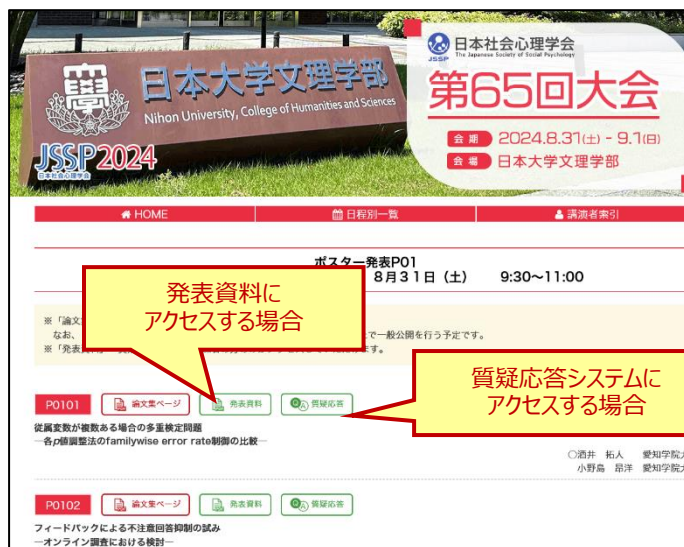 日本大学文理学部
Nihon University, College of Humanities and Sciences
JSSP2024
日本社会心理学会
JSSP
日本社会心理学会
The Japanese Society of Social Psychology
第65回大会
会期 2024.8.31(土) - 9.1(日)
会場 日本大学文理学部
HOME
日程別一覧
講演者索引
ポスター発表P01
8月31日（土） 9:30～11:00
発表資料に
アクセスする場合
※「論文
なお、
で一般公開を行う予定です。
※「発表
ます。
質疑応答システムに
アクセスする場合
P0101 論文集ページ 発表資料 質疑応答
従属変数が複数ある場合の多重検定問題
―各p値調整法のfamilywise error rate制御の比較―
○酒井 拓人 愛知学院大
小野島 昂洋 愛知学院大
P0102 論文集ページ 発表資料 質疑応答
フィードバックによる不注意回答抑制の試み
―オンライン調査における検討―